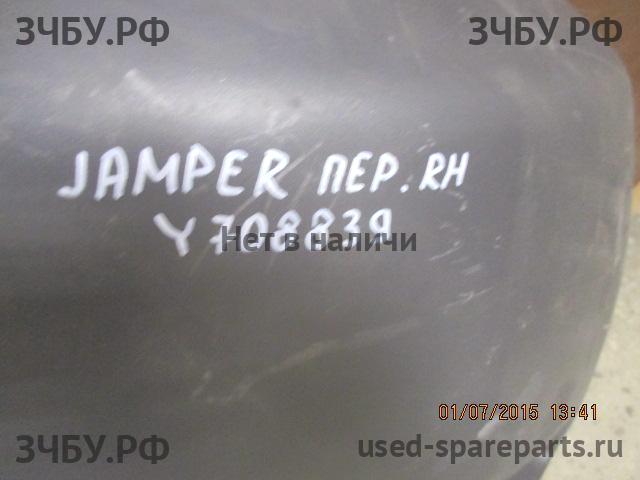 ЗЧБУ.РФ ЗЧБУ.РФ
JAMPER ПЕР. RH
Y708839
Нет в наличи
01/07/2015 13:41
ЗЧБУ.РФ used-spareparts.ru